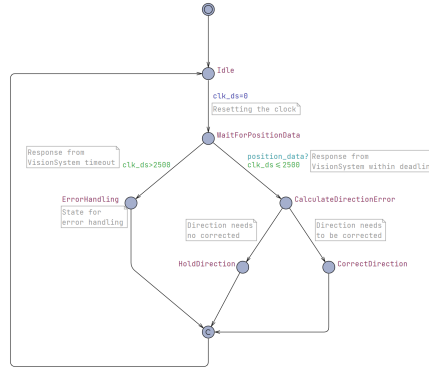 Idle
clk_ds=0
Resetting the clock
WaitForPositionData
Response from
VisionSystem timeout
clk_ds>2500
position_data?
clk_ds≤2500
Response from
VisionSystem within deadlin
ErrorHandling
State for
error handling
CalculateDirectionError
Direction needs
no corrected
Direction needs
to be corrected
HoldDirection
CorrectDirection
C